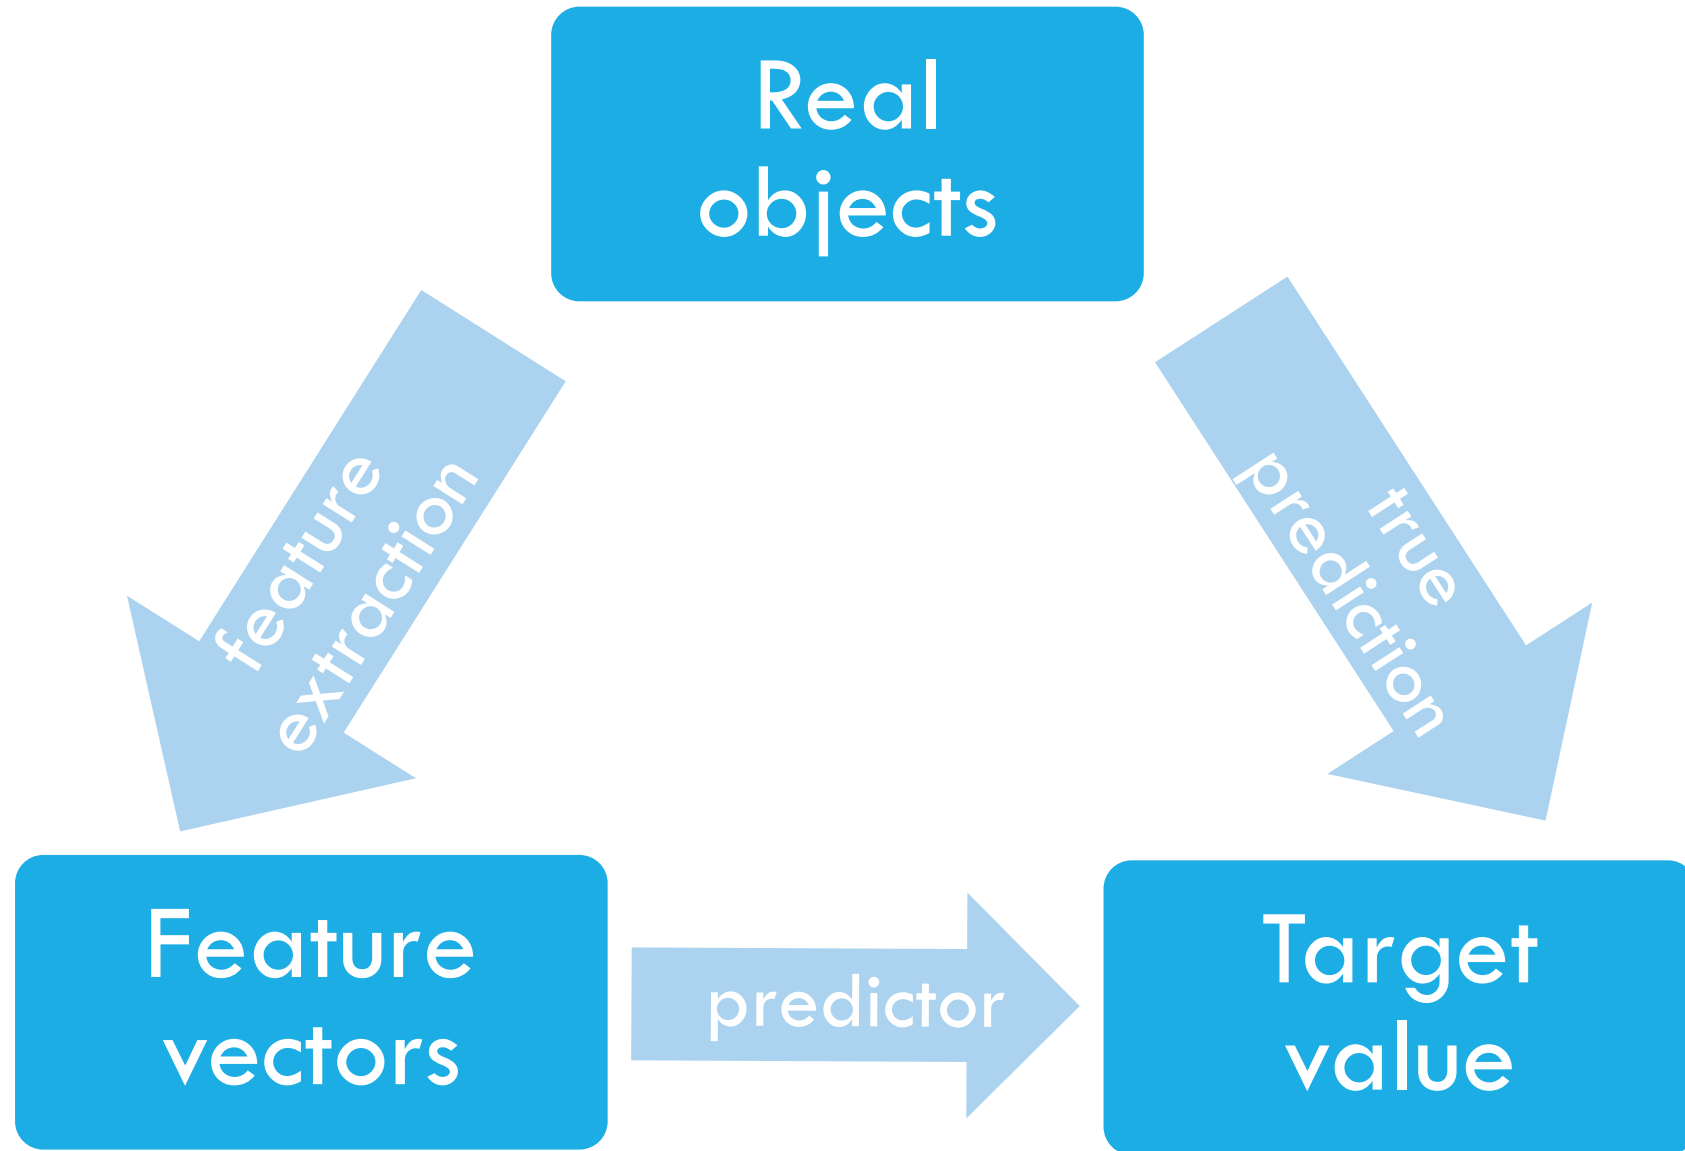 Real
objects
feature
extraction
true
prediction
Feature
vectors
predictor
Target
value